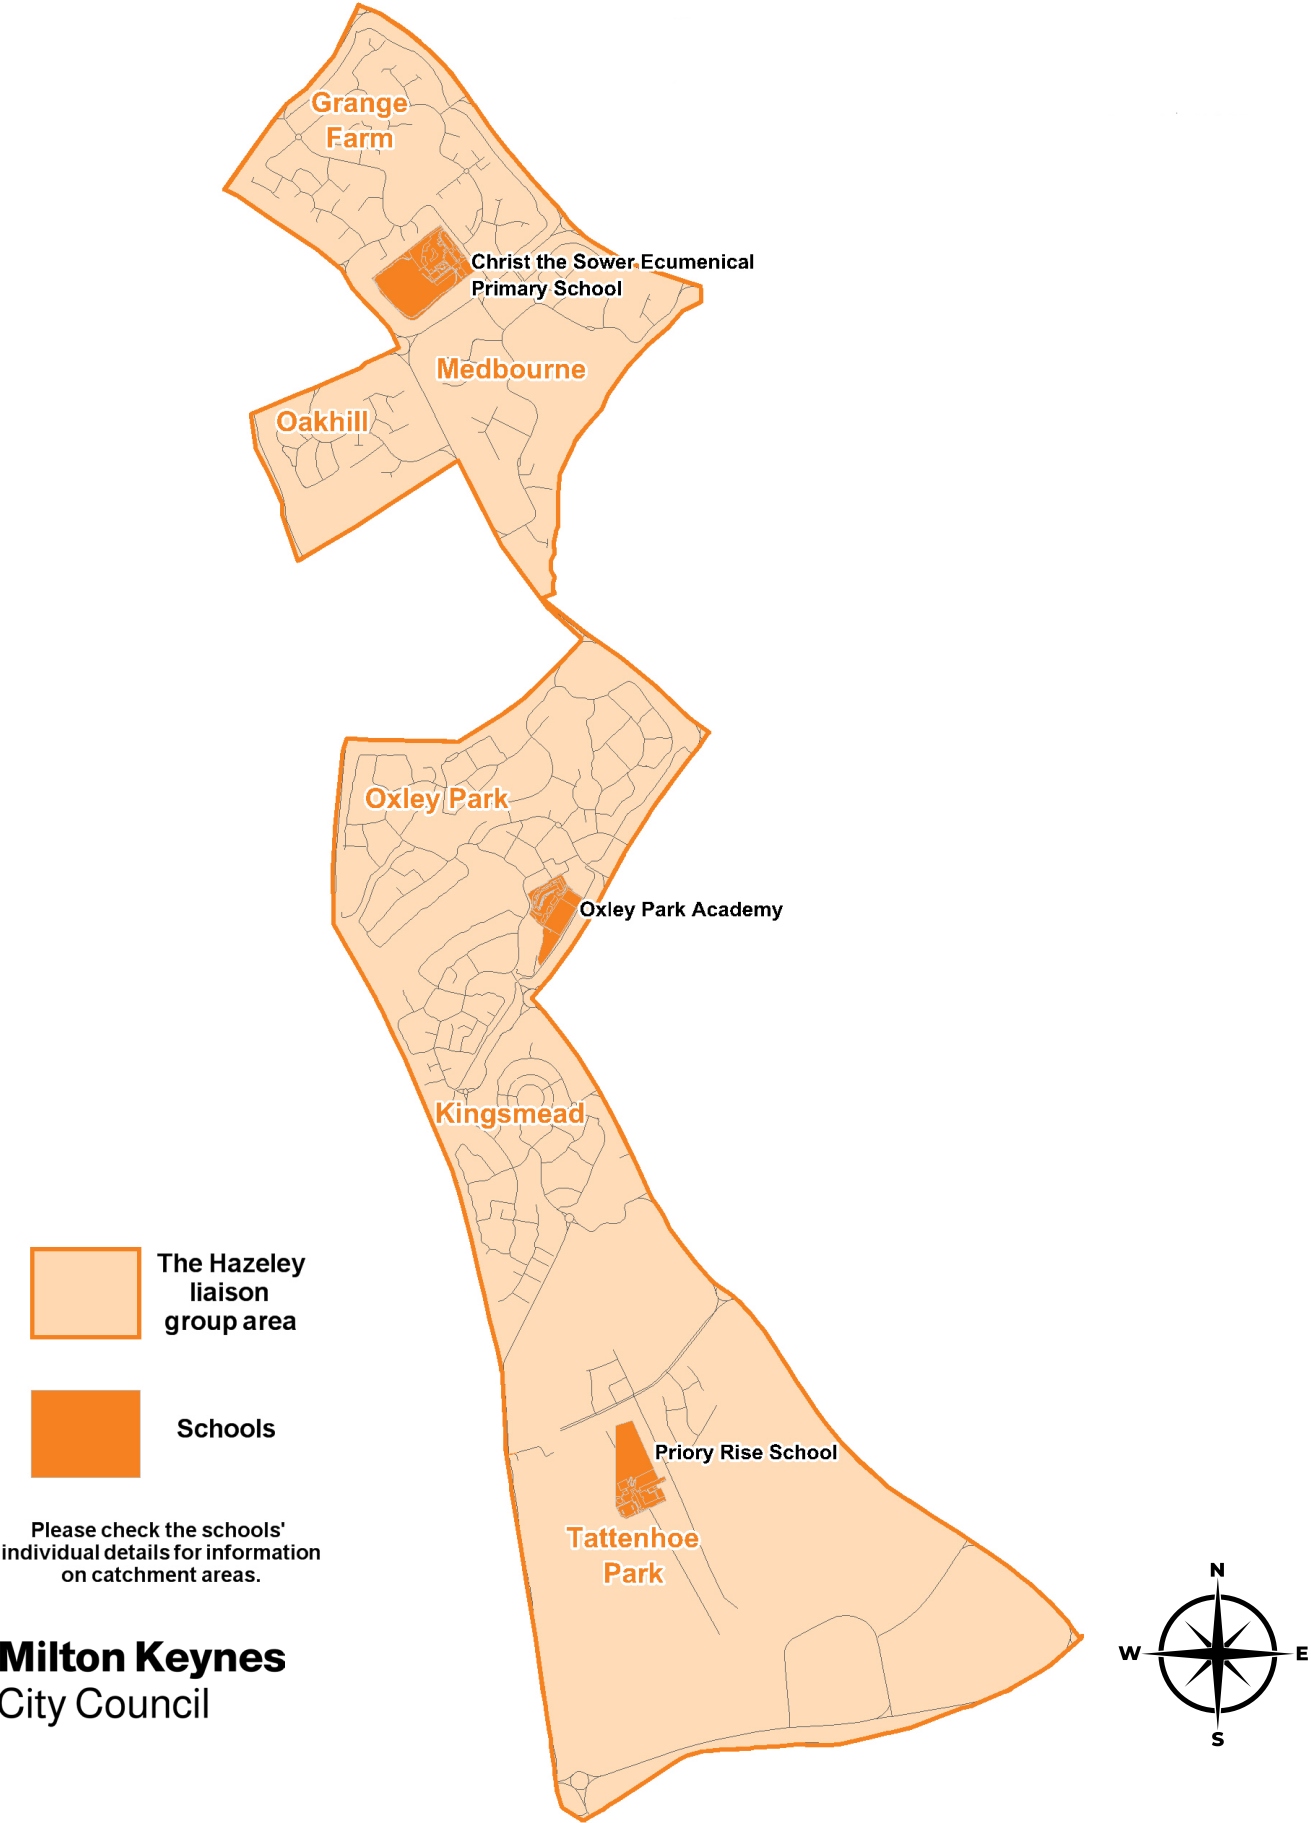 Grange
Farm
Christ the Sower Ecumenical
Primary School
Medbourne
Oakhill
Oxley Park
Oxley Park Academy
Kingsmead
The Hazeley
liaison
group area
Schools
Priory Rise School
Tattenhoe
Park
Please check the schools'
individual details for information
on catchment areas.
Milton Keynes
City Council
N
W
E
S